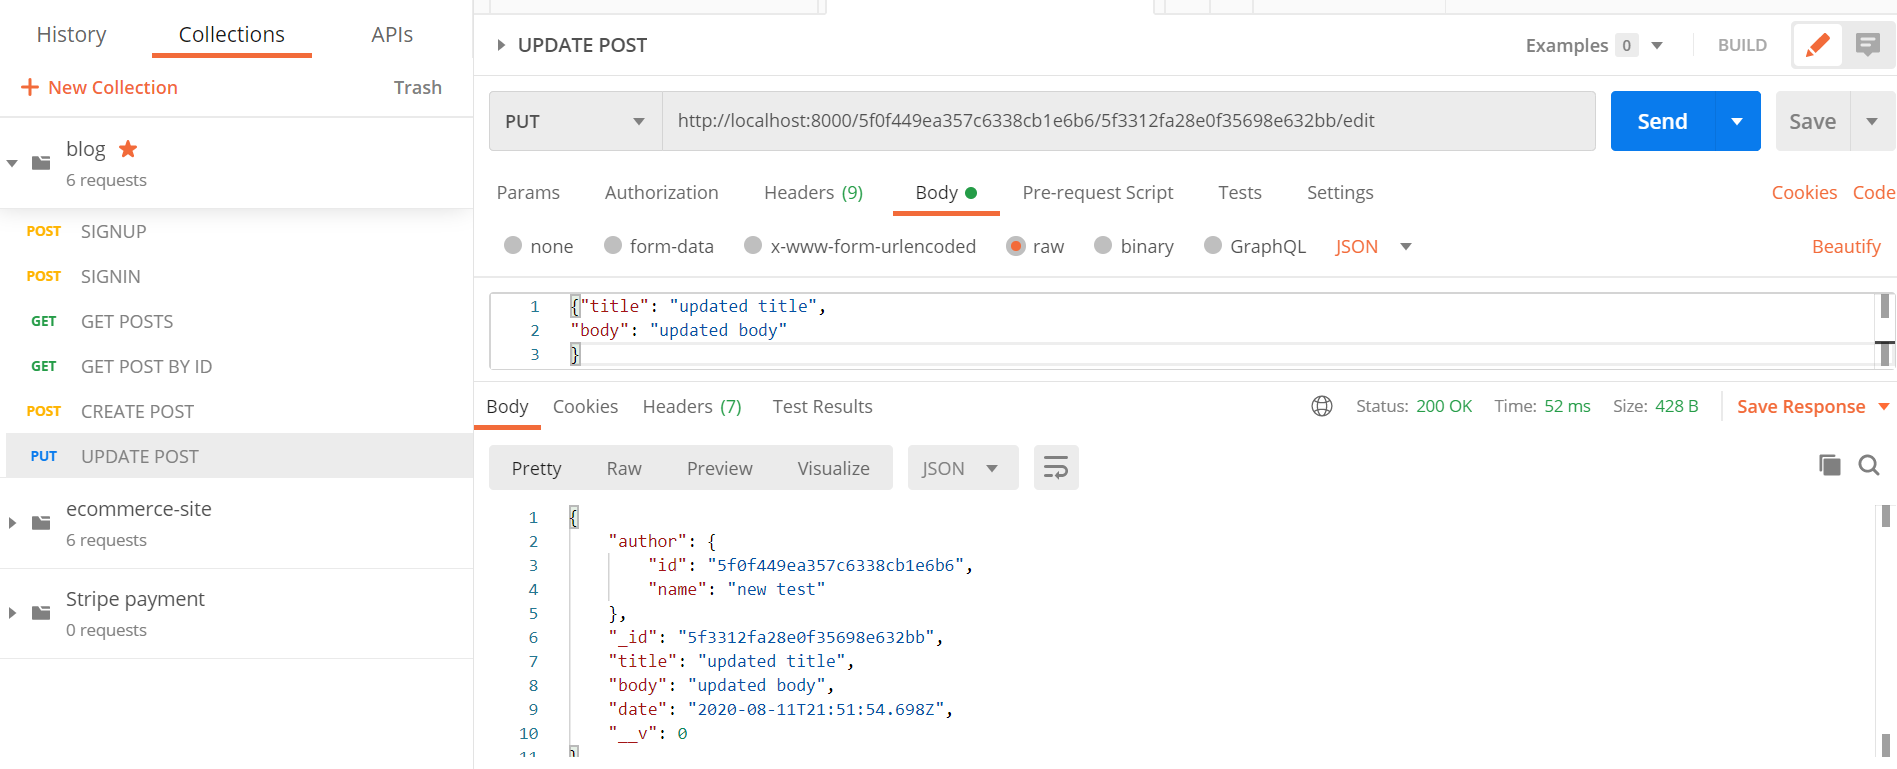 History Collections APIs
+ New Collection Trash
blog
6 requests
POST SIGNUP
POST SIGNIN
GET GET POSTS
GET GET POST BY ID
POST CREATE POST
PUT UPDATE POST
ecommerce-site
6 requests
Stripe payment
0 requests
UPDATE POST Examples 0 BUILD
PUT http://localhost:8000/5f0f449ea357c6338cb1e6b6/5f3312fa28e0f35698e632bb/edit Send Save
Params Authorization Headers (9) Body Pre-request Script Tests Settings Cookies Code
none form-data x-www-form-urlencoded raw binary GraphQL JSON Beautify
1 {"title": "updated title",
2 "body": "updated body"
3 }
Body Cookies Headers (7) Test Results Status: 200 OK Time: 52 ms Size: 428 B Save Response
Pretty Raw Preview Visualize JSON
1 {
2 "author": {
3 "id": "5f0f449ea357c6338cb1e6b6",
4 "name": "new test"
5 },
6 "_id": "5f3312fa28e0f35698e632bb",
7 "title": "updated title",
8 "body": "updated body",
9 "date": "2020-08-11T21:51:54.698Z",
10 "__v": 0
11 }